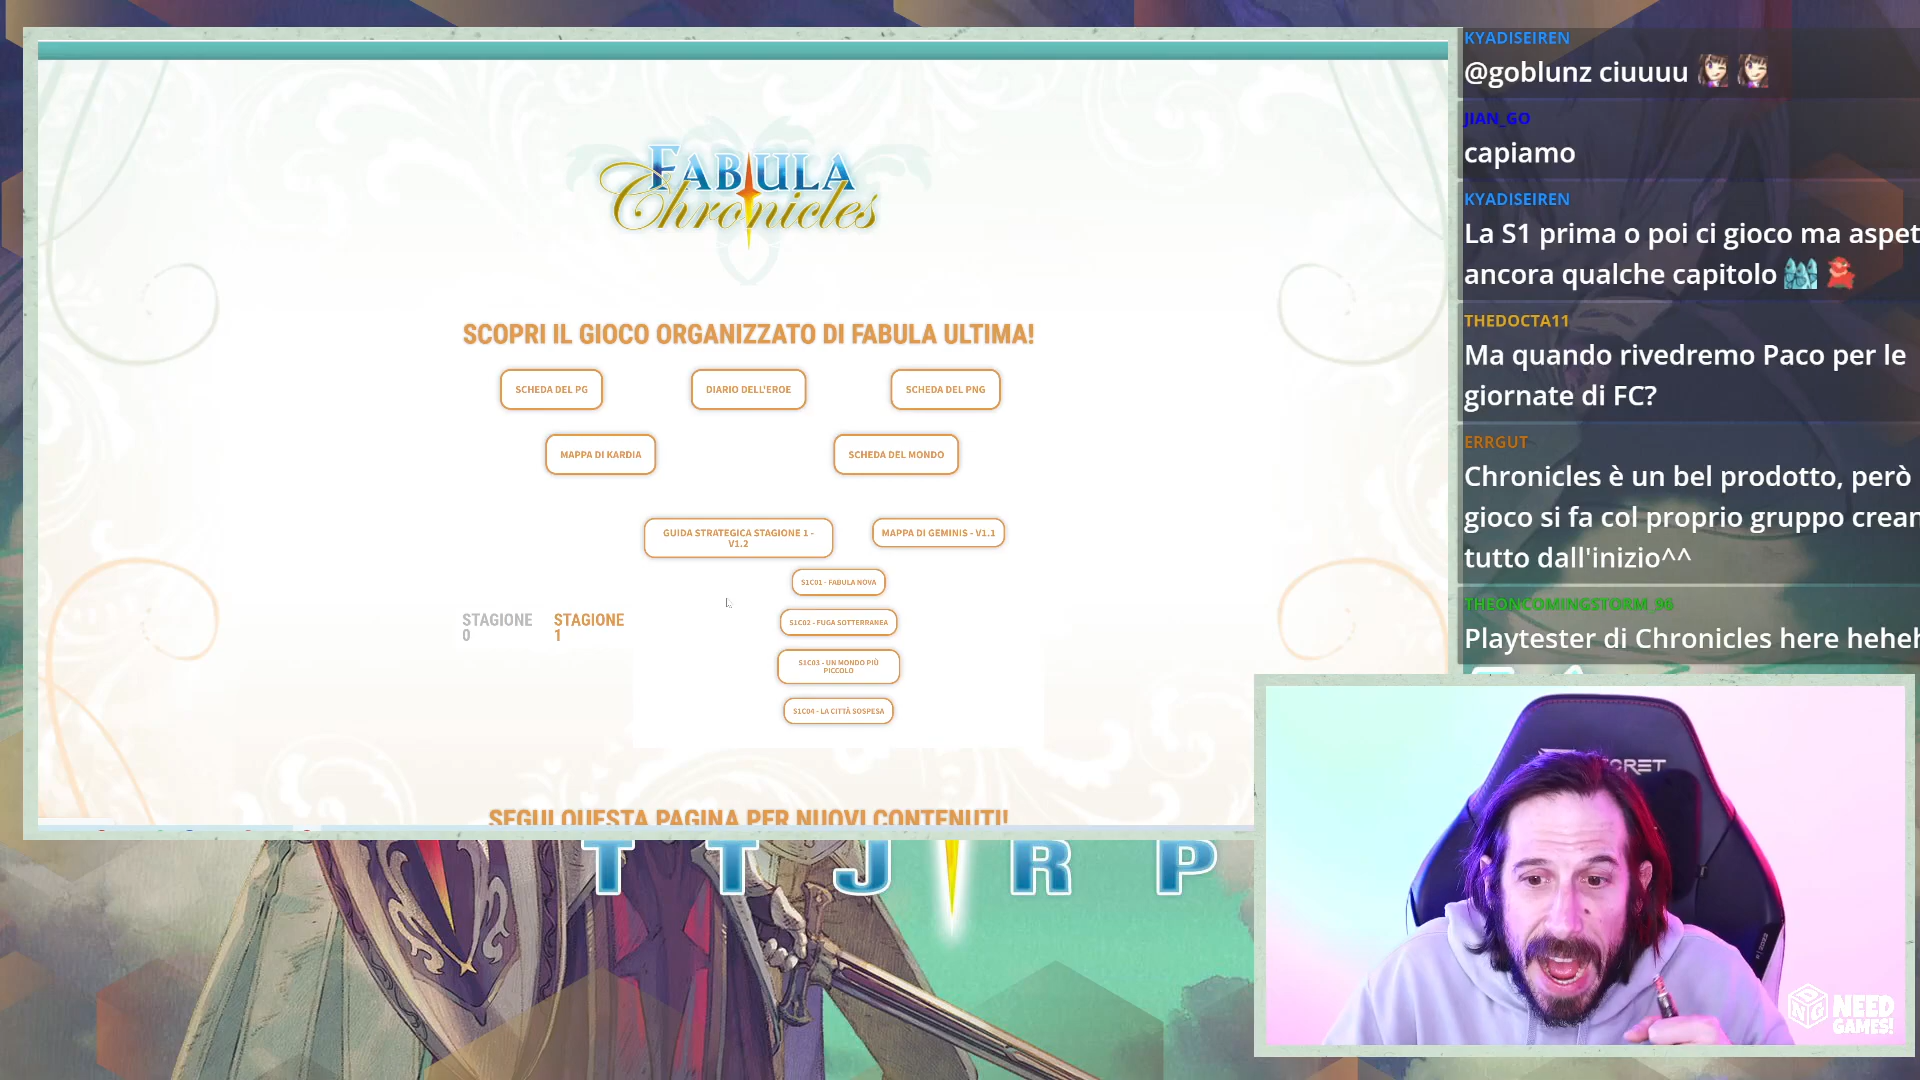 FABULA
Chronicles
SCOPRI IL GIOCO ORGANIZZATO DI FABULA ULTIMA!
SCHEDA DEL PG
DIARIO DELL'EROE
SCHEDA DEL PNG
MAPPA DI KARDIA
SCHEDA DEL MONDO
GUIDA STRATEGICA STAGIONE 1 -
V1.2
MAPPA DI GEMINIS - V1.1
STAGIONE
0
STAGIONE
1
S1C01 - FABULA NOVA
S1C02 - FUGA SOTTERRANEA
S1C03 - UN MONDO PIÙ
PICCOLO
S1C04 - LA CITTÀ SOSPESA
SEGUI QUESTA PAGINA PER NUOVI CONTENUTI!
TTJRP
KYADISEIREN
@goblunz ciuuuu
JIAN_GO
capiamo
KYADISEIREN
La S1 prima o poi ci gioco ma aspet
ancora qualche capitolo
THEDOCTA11
Ma quando rivedremo Paco per le
giornate di FC?
ERRGUT
Chronicles è un bel prodotto, però
gioco si fa col proprio gruppo crean
tutto dall'inizio^^
THEONCOMINGSTORM_96
Playtester di Chronicles here heheh
NEED
GAMES!